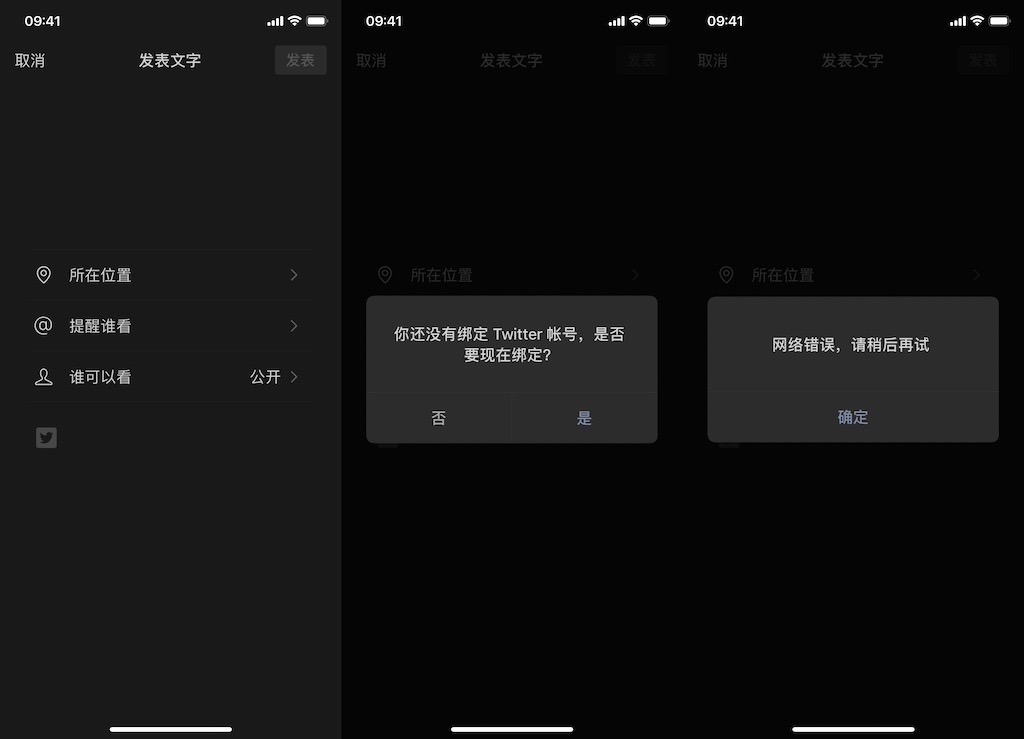 09:41
取消
发表文字
发表
所在位置
提醒谁看
谁可以看
公开
09:41
取消
发表文字
发表
所在位置
你还没有绑定 Twitter 帐号，是否
要现在绑定？
否
是
09:41
取消
发表文字
发表
所在位置
网络错误，请稍后再试
确定